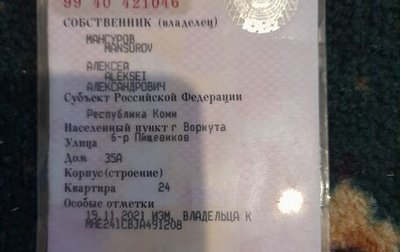 99 40 421046
СОБСТВЕННИК (владелец)
МАНСУРОВ
MANSUROV
АЛЕКСЕЙ
ALEKSEI
АЛЕКСАНДРОВИЧ
Субъект Российской Федерации
Республика Коми
Населенный пункт г Воркута
Улица б-р Пищевиков
Дом 35А
Корпус (строение)
Квартира 24
Особые отметки
19.11.2021 ИЗМ. ВЛАДЕЛЬЦА К